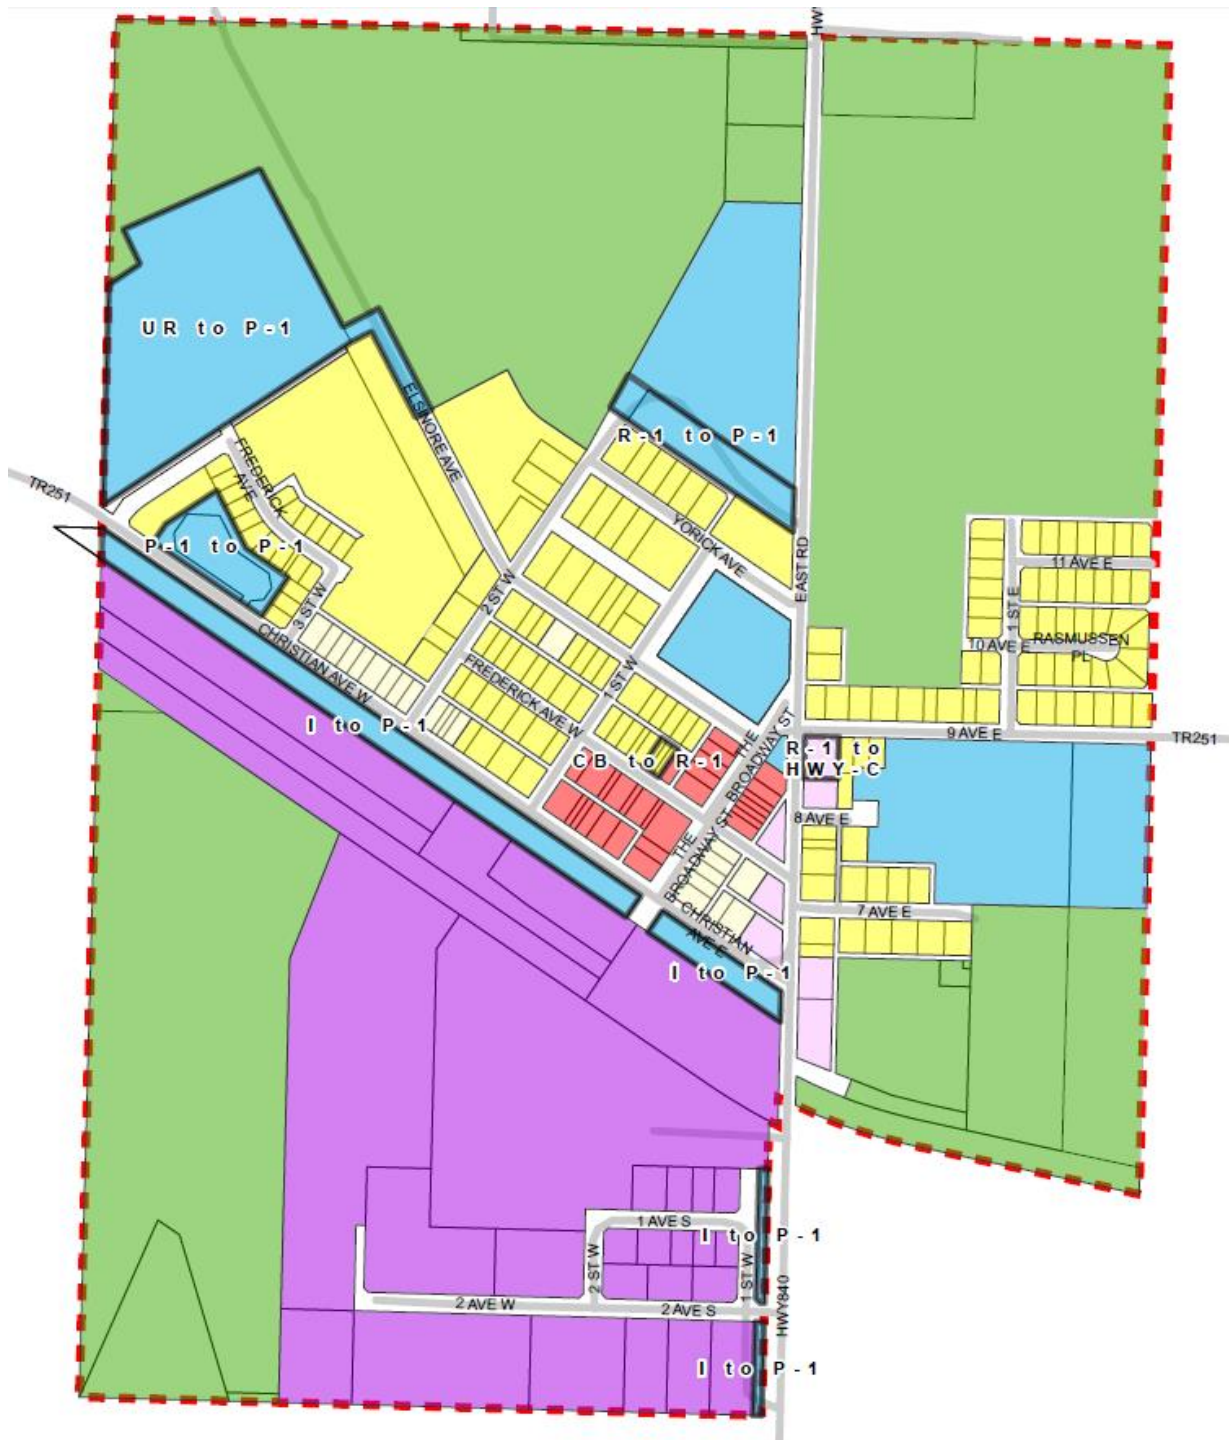 HW
UR to P-1
ELSINORE AVE
R-1 to P-1
FREDERICK
AVE
TR251
YORICK AVE
EAST RD
P-1 to P-1
11 AVE E
2 ST W
1 ST E
3 ST W
RASMUSSEN
PL
10 AVE E
CHRISTIAN AVE W
FREDERICK AVE W
1 ST W
I to P-1
THE
BROADWAY ST
9 AVE E
TR251
R-1 to
HWY-C
CB to R-1
8 AVE E
THE
BROADWAY ST
7 AVE E
CHRISTIAN
AVE E
I to P-1
1 AVE S
I to P-1
2 ST W
1 ST W
HWY840
2 AVE W
2 AVE S
I to P-1